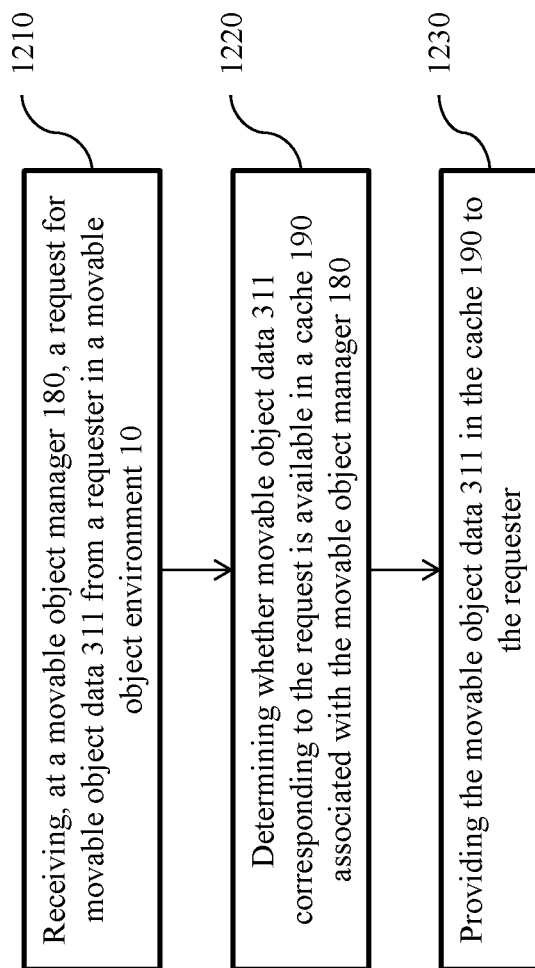 Receiving, at a movable object manager 180, a request for
movable object data 311 from a requester in a movable
object environment 10
1210
Determining whether movable object data 311
corresponding to the request is available in a cache 190
associated with the movable object manager 180
1220
Providing the movable object data 311 in the cache 190 to
the requester
1230